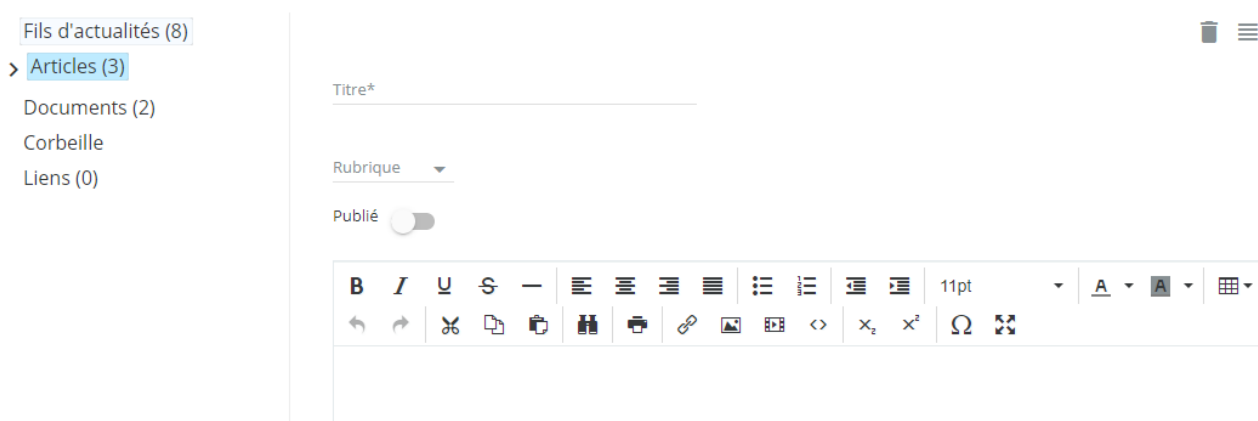 Fils d'actualités (8)
Articles (3)
Documents (2)
Corbeille
Liens (0)
Titre*
Rubrique
Publié
11pt